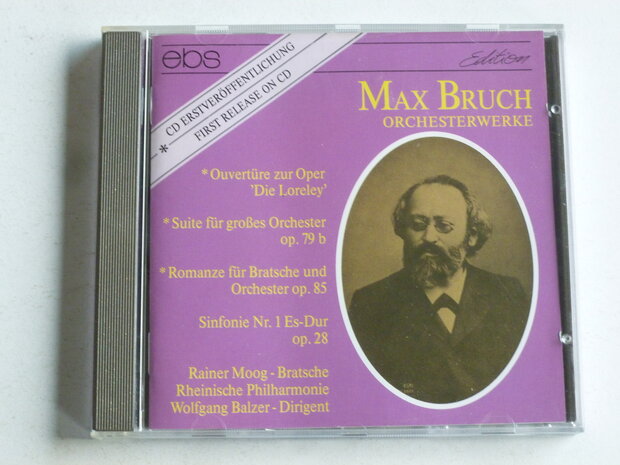 ebs
Edition
* CD ERSTVERÖFFENTLICHUNG
FIRST RELEASE ON CD
MAX BRUCH
ORCHESTERWERKE
* Ouvertüre zur Oper
'Die Loreley'
* Suite für großes Orchester
op. 79 b
* Romanze für Bratsche und
Orchester op. 85
Sinfonie Nr. 1 Es-Dur
op. 28
Rainer Moog - Bratsche
Rheinische Philharmonie
Wolfgang Balzer - Dirigent